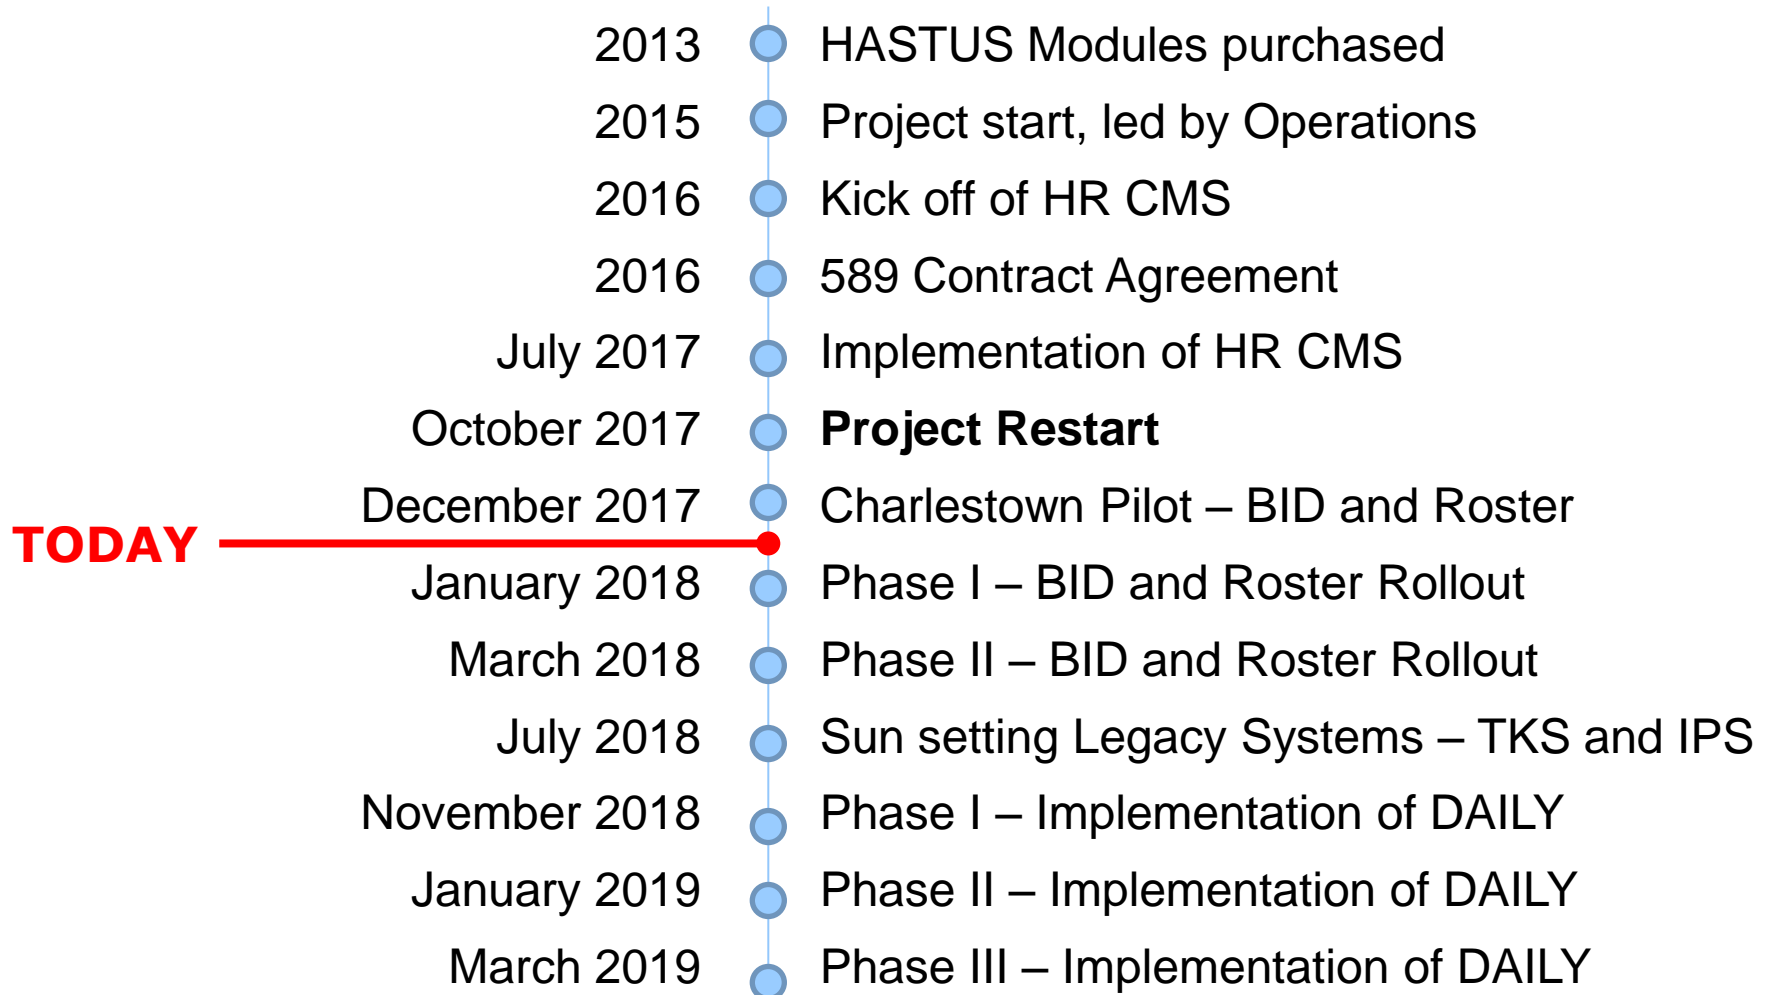 2013 HASTUS Modules purchased
2015 Project start, led by Operations
2016 Kick off of HR CMS
2016 589 Contract Agreement
July 2017 Implementation of HR CMS
October 2017 Project Restart
December 2017 Charlestown Pilot – BID and Roster
TODAY
January 2018 Phase I – BID and Roster Rollout
March 2018 Phase II – BID and Roster Rollout
July 2018 Sun setting Legacy Systems – TKS and IPS
November 2018 Phase I – Implementation of DAILY
January 2019 Phase II – Implementation of DAILY
March 2019 Phase III – Implementation of DAILY